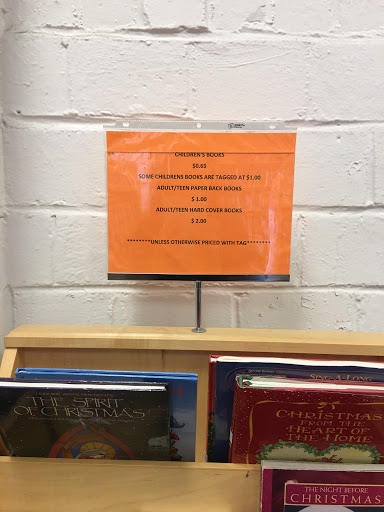 CHILDREN'S BOOKS
$0.65
SOME CHILDRENS BOOKS ARE TAGGED AT $1.00
ADULT/TEEN PAPER BACK BOOKS
$ 1.00
ADULT/TEEN HARD COVER BOOKS
$ 2.00
********UNLESS OTHERWISE PRICED WITH TAG********
THE SPIRIT
OF CHRISTMAS
SING-A-LONG
CHRISTMAS
FROM THE
HEART OF
THE HOME
THE NIGHT BEFORE
CHRISTMAS